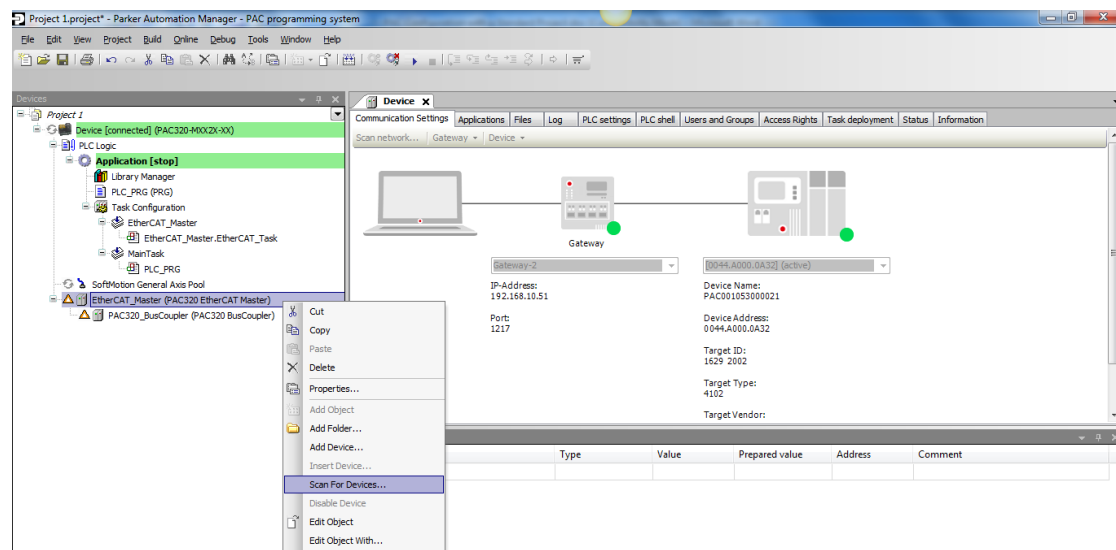 Project 1.project* - Parker Automation Manager - PAC programming system
File Edit View Project Build Online Debug Tools Window Help
Devices
Project 1
Device [connected] (PAC320-MXX2X-XX)
PLC Logic
Application [stop]
Library Manager
PLC_PRG (PRG)
Task Configuration
EtherCAT_Master
EtherCAT_Master.EtherCAT_Task
MainTask
PLC_PRG
SoftMotion General Axis Pool
EtherCAT_Master (PAC320 EtherCAT Master)
PAC320_BusCoupler (PAC320 BusCoupler)
Cut
Copy
Paste
Delete
Properties...
Add Object
Add Folder...
Add Device...
Insert Device...
Scan For Devices...
Disable Device
Edit Object
Edit Object With...
Device
Communication Settings Applications Files Log PLC settings PLC shell Users and Groups Access Rights Task deployment Status Information
Scan network... Gateway Device
Gateway
Gateway-2
[0044.A000.0A32] (active)
IP-Address:
192.168.10.51
Port:
1217
Device Name:
PAC001053000021
Device Address:
0044.A000.0A32
Target ID:
1629 2002
Target Type:
4102
Target Vendor:
Type Value Prepared value Address Comment